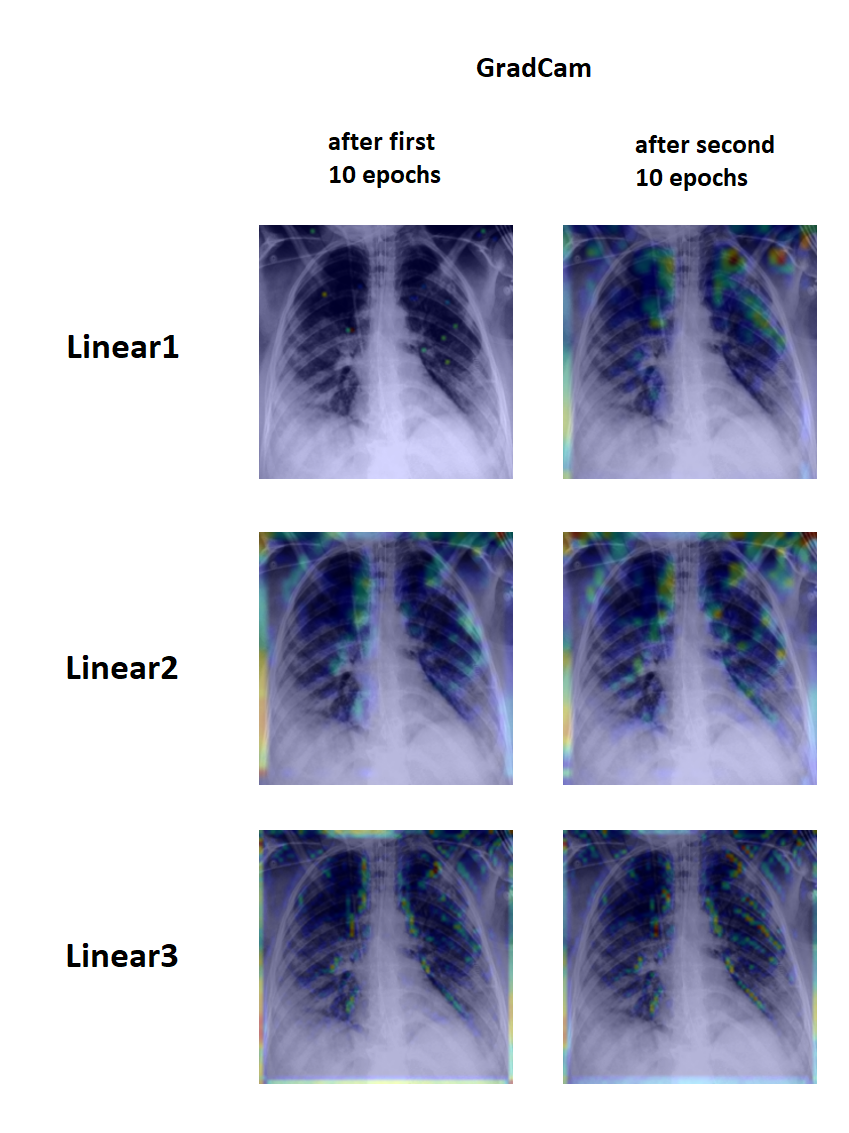 GradCam
after first
10 epochs
after second
10 epochs
Linear1
Linear2
Linear3